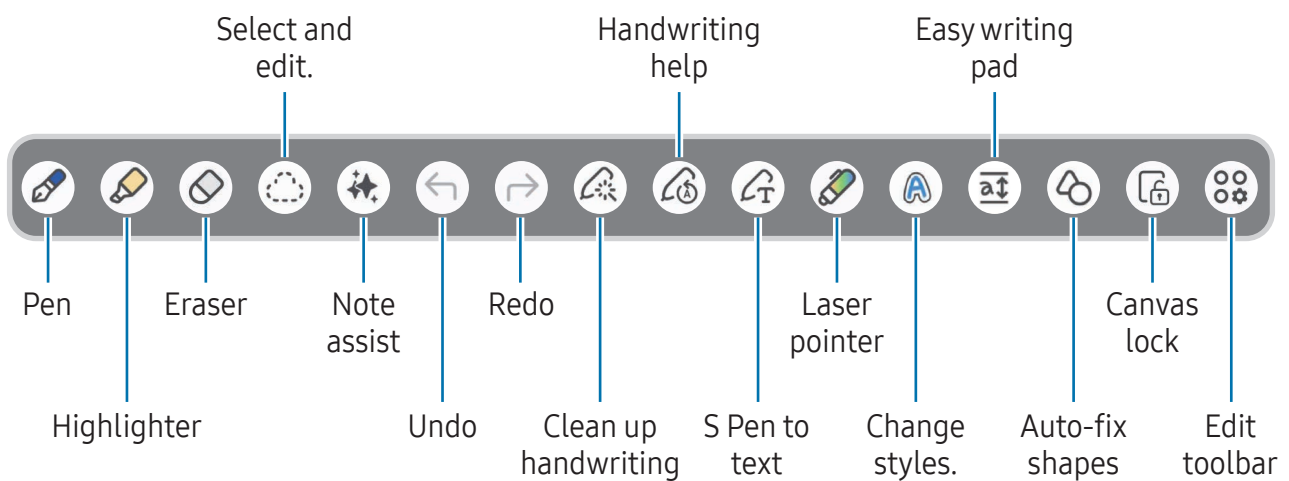 Select and
edit.
Handwriting
help
Easy writing
pad
A
T
A
a
Pen
Eraser
Note
assist
Redo
Laser
pointer
Canvas
lock
Highlighter
Undo
Clean up
handwriting
S Pen to
text
Change
styles.
Auto-fix
shapes
Edit
toolbar